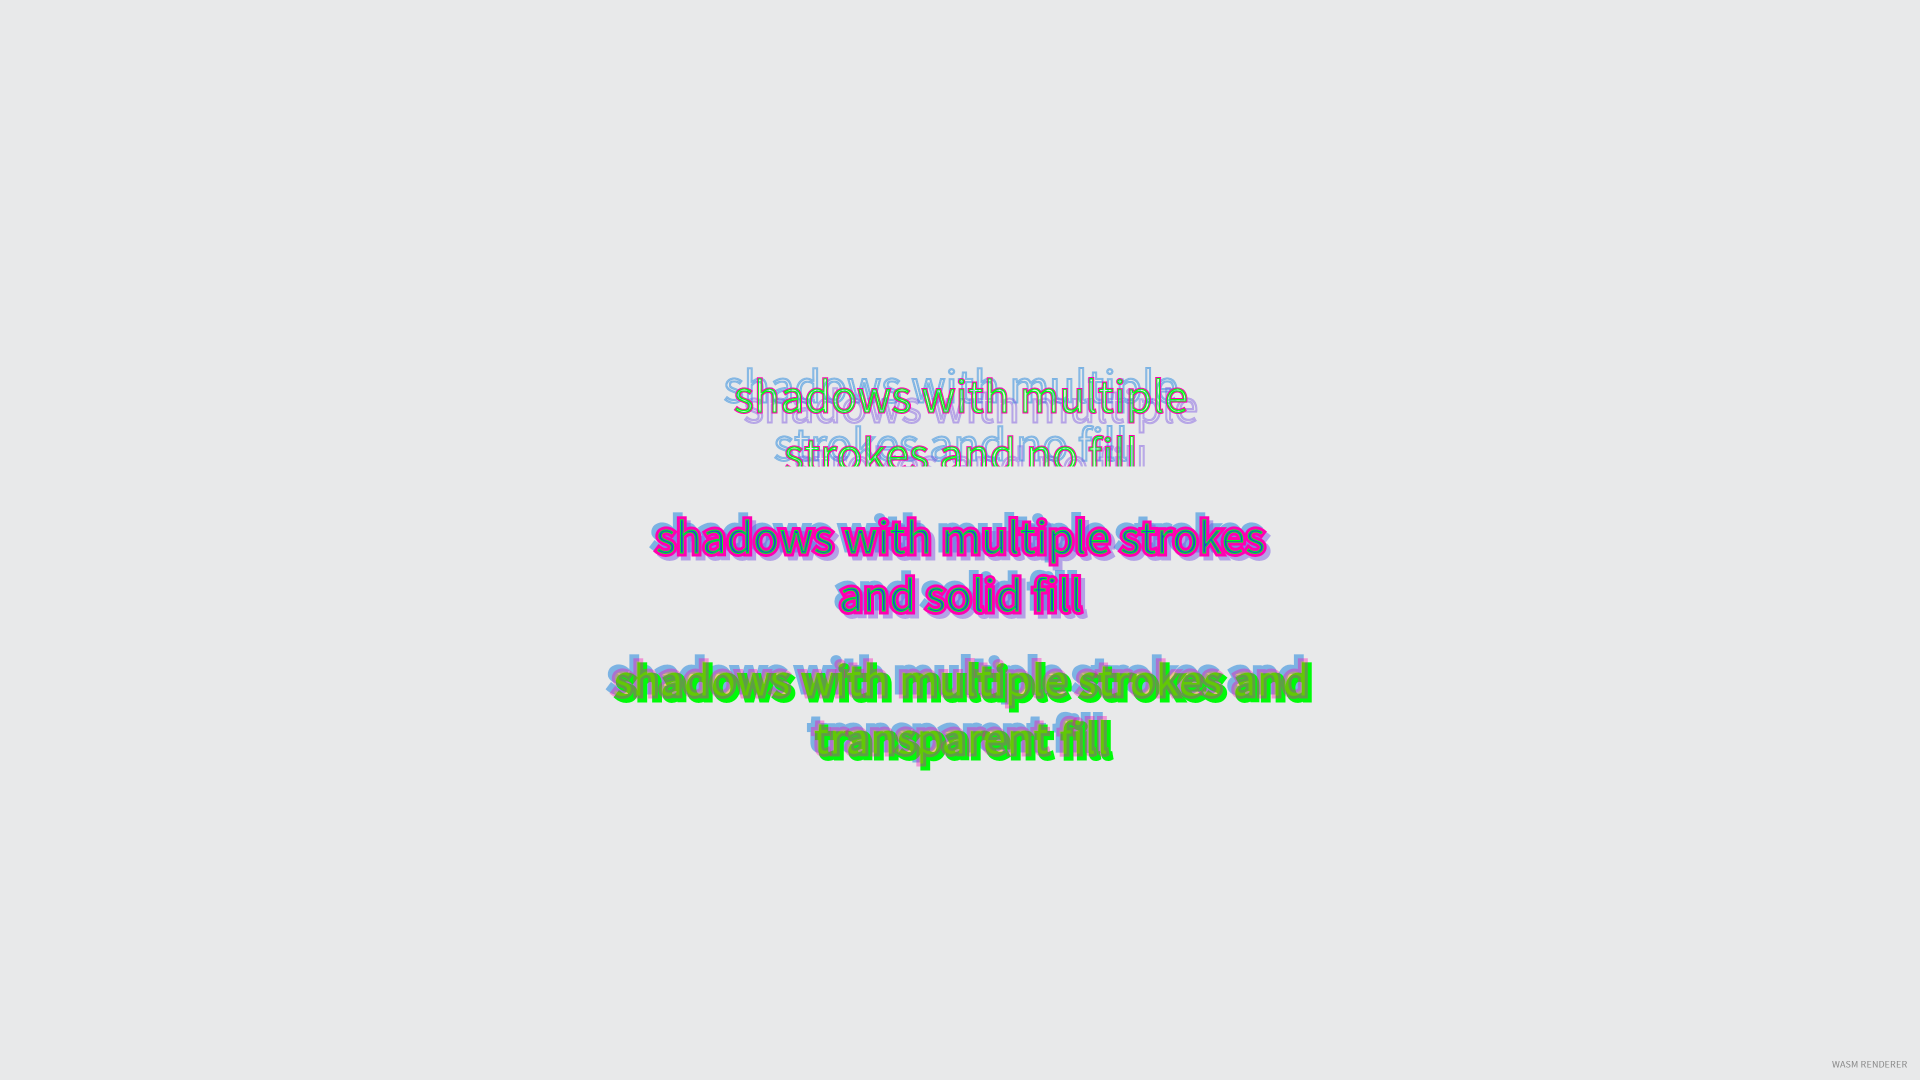 shadows with multiple
strokes and no fill
shadows with multiple strokes
and solid fill
shadows with multiple strokes and
transparent fill
WASM RENDERER